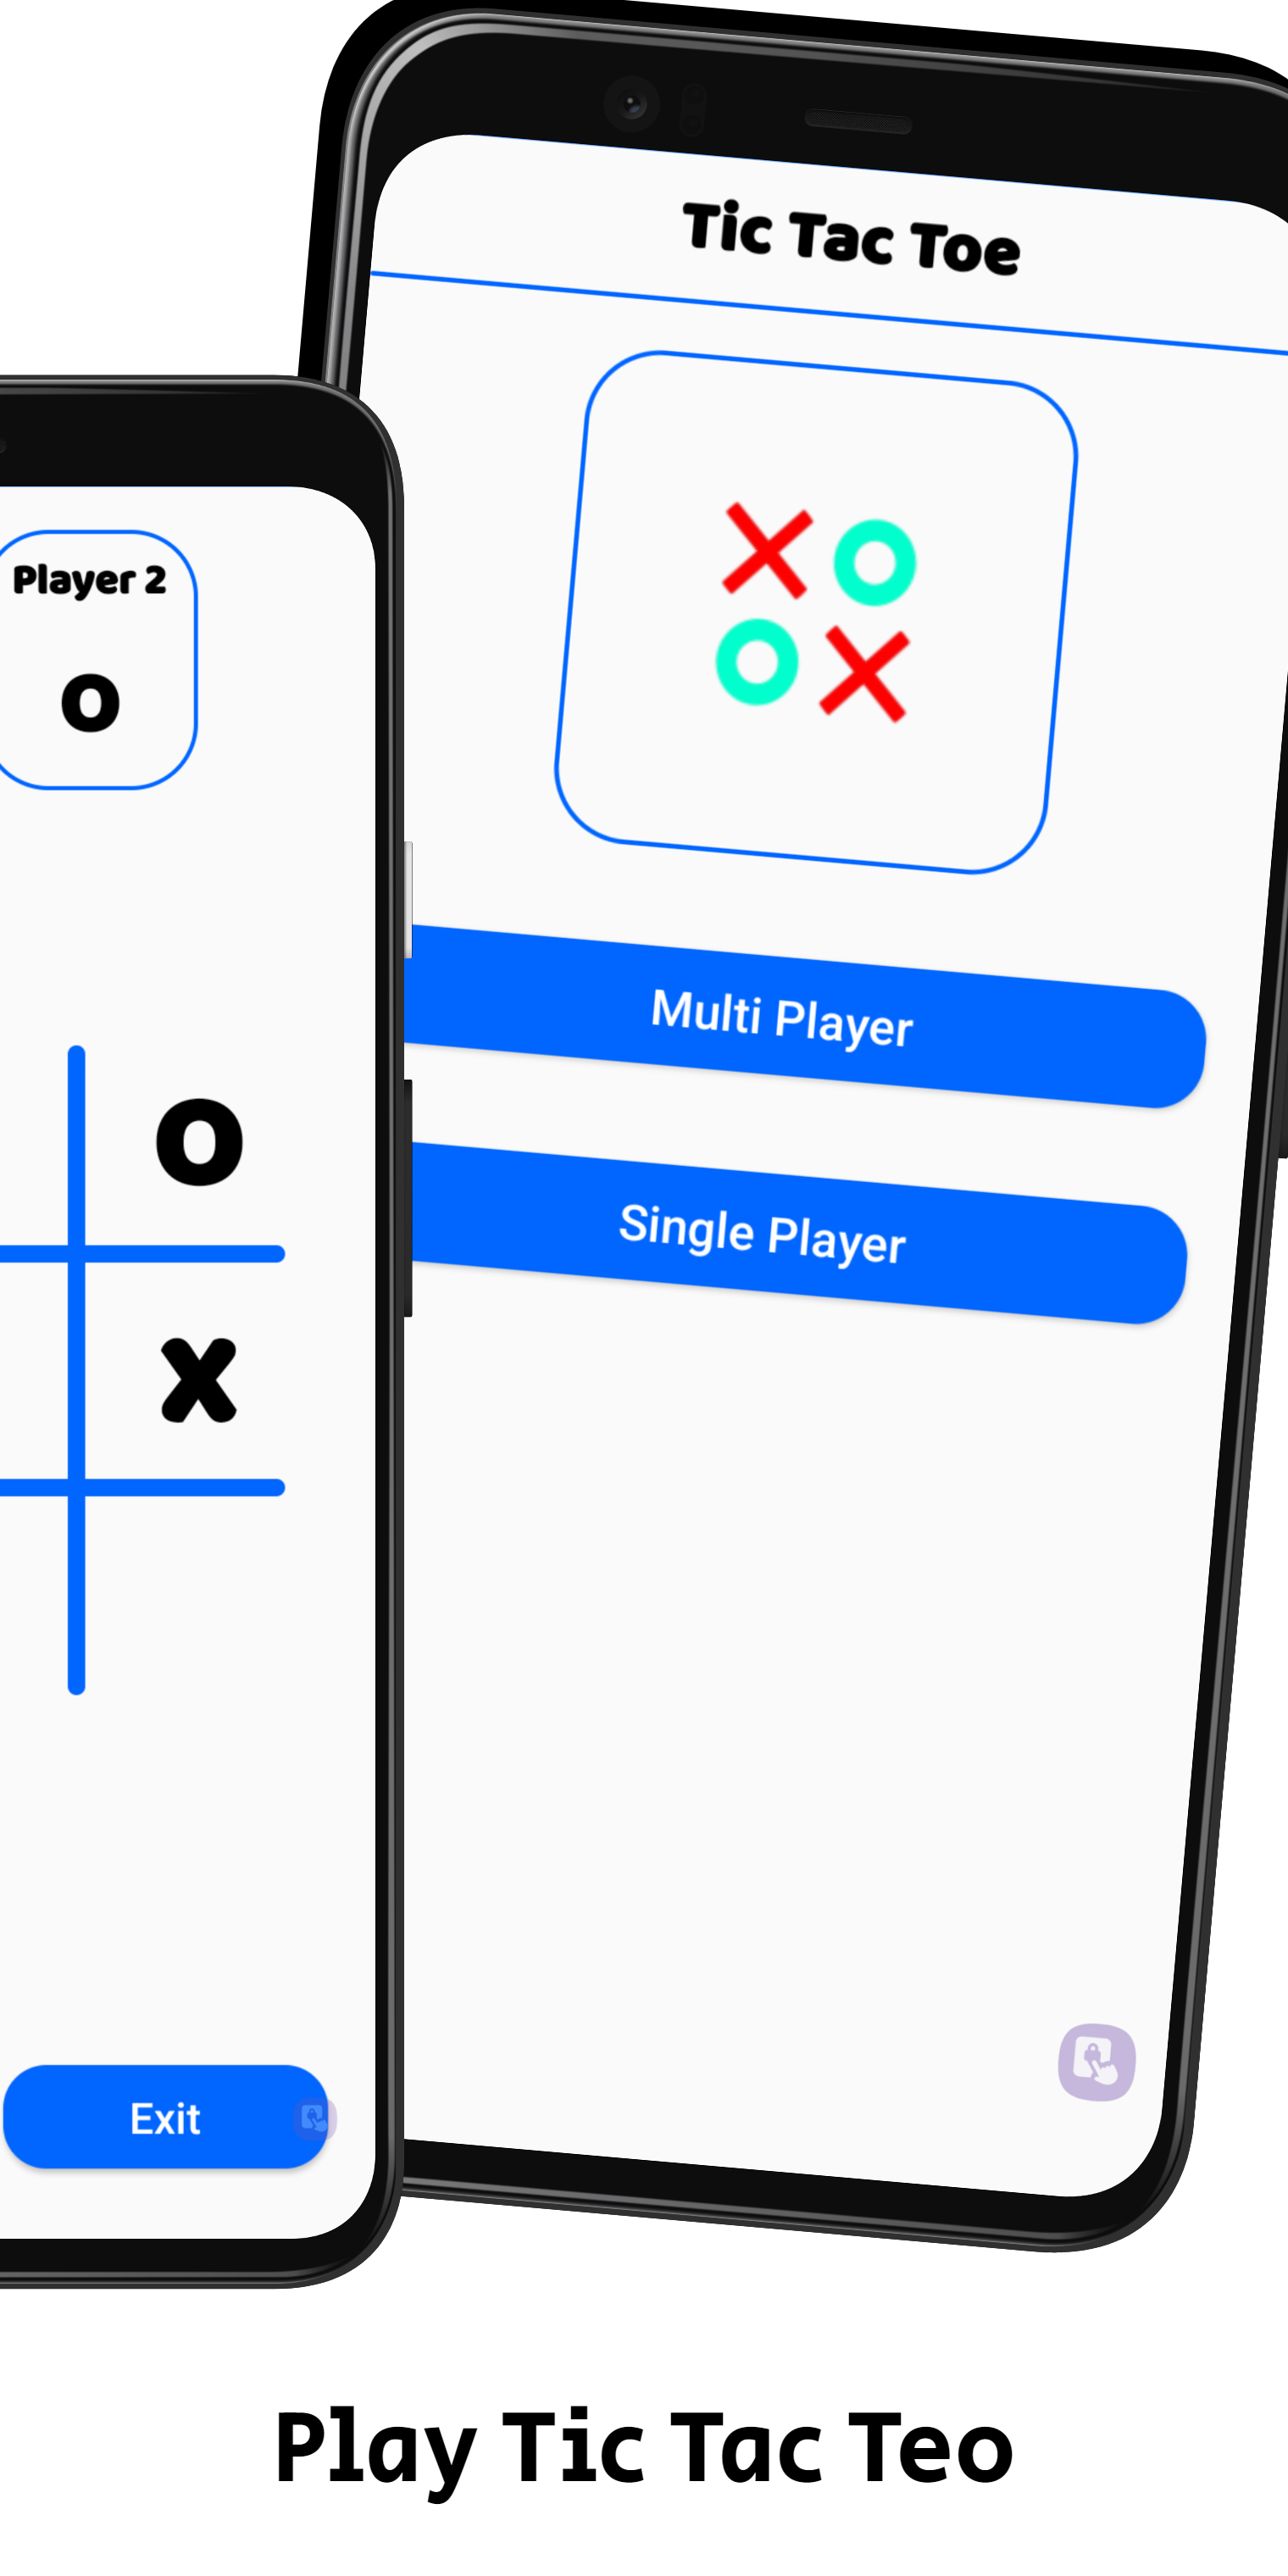 Tic Tac Toe
Multi Player
Single Player
Player 2
O
O
X
Exit
Play Tic Tac Teo